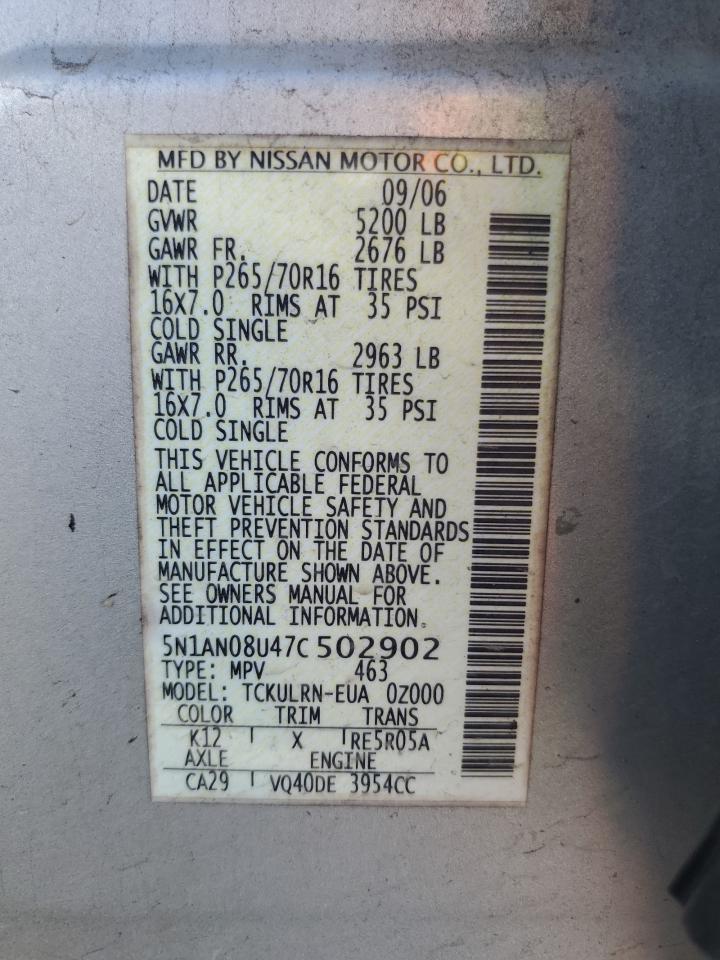 MFD BY NISSAN MOTOR CO., LTD.
DATE 09/06
GVWR 5200 LB
GAWR FR. 2676 LB
WITH P265/70R16 TIRES
16X7.0 RIMS AT 35 PSI
COLD SINGLE
GAWR RR. 2963 LB
WITH P265/70R16 TIRES
16X7.0 RIMS AT 35 PSI
COLD SINGLE
THIS VEHICLE CONFORMS TO
ALL APPLICABLE FEDERAL
MOTOR VEHICLE SAFETY AND
THEFT PREVENTION STANDARDS
IN EFFECT ON THE DATE OF
MANUFACTURE SHOWN ABOVE.
SEE OWNERS MANUAL FOR
ADDITIONAL INFORMATION.
5N1AN08U47C502902
TYPE: MPV 463
MODEL: TCKULRN-EUA 0Z000
COLOR TRIM TRANS
K12 X RE5R05A
AXLE ENGINE
CA29 VQ40DE 3954CC